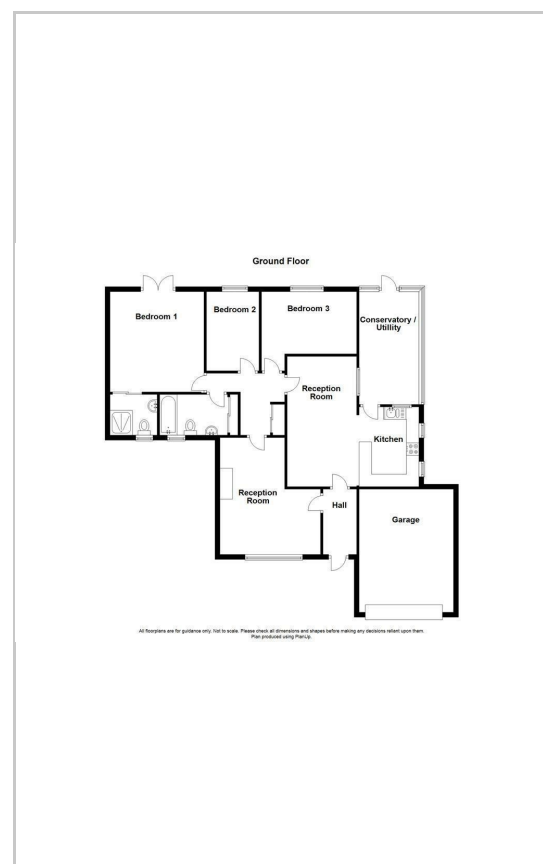 Ground Floor
Bedroom 1
Bedroom 2
Bedroom 3
Conservatory /
Utillity
Reception
Room
Kitchen
Reception
Room
Hall
Garage
All floorplans are for guidance only. Not to scale. Please check all dimensions and shapes before making any decisions reliant upon them.
Plan produced using PlanUp.